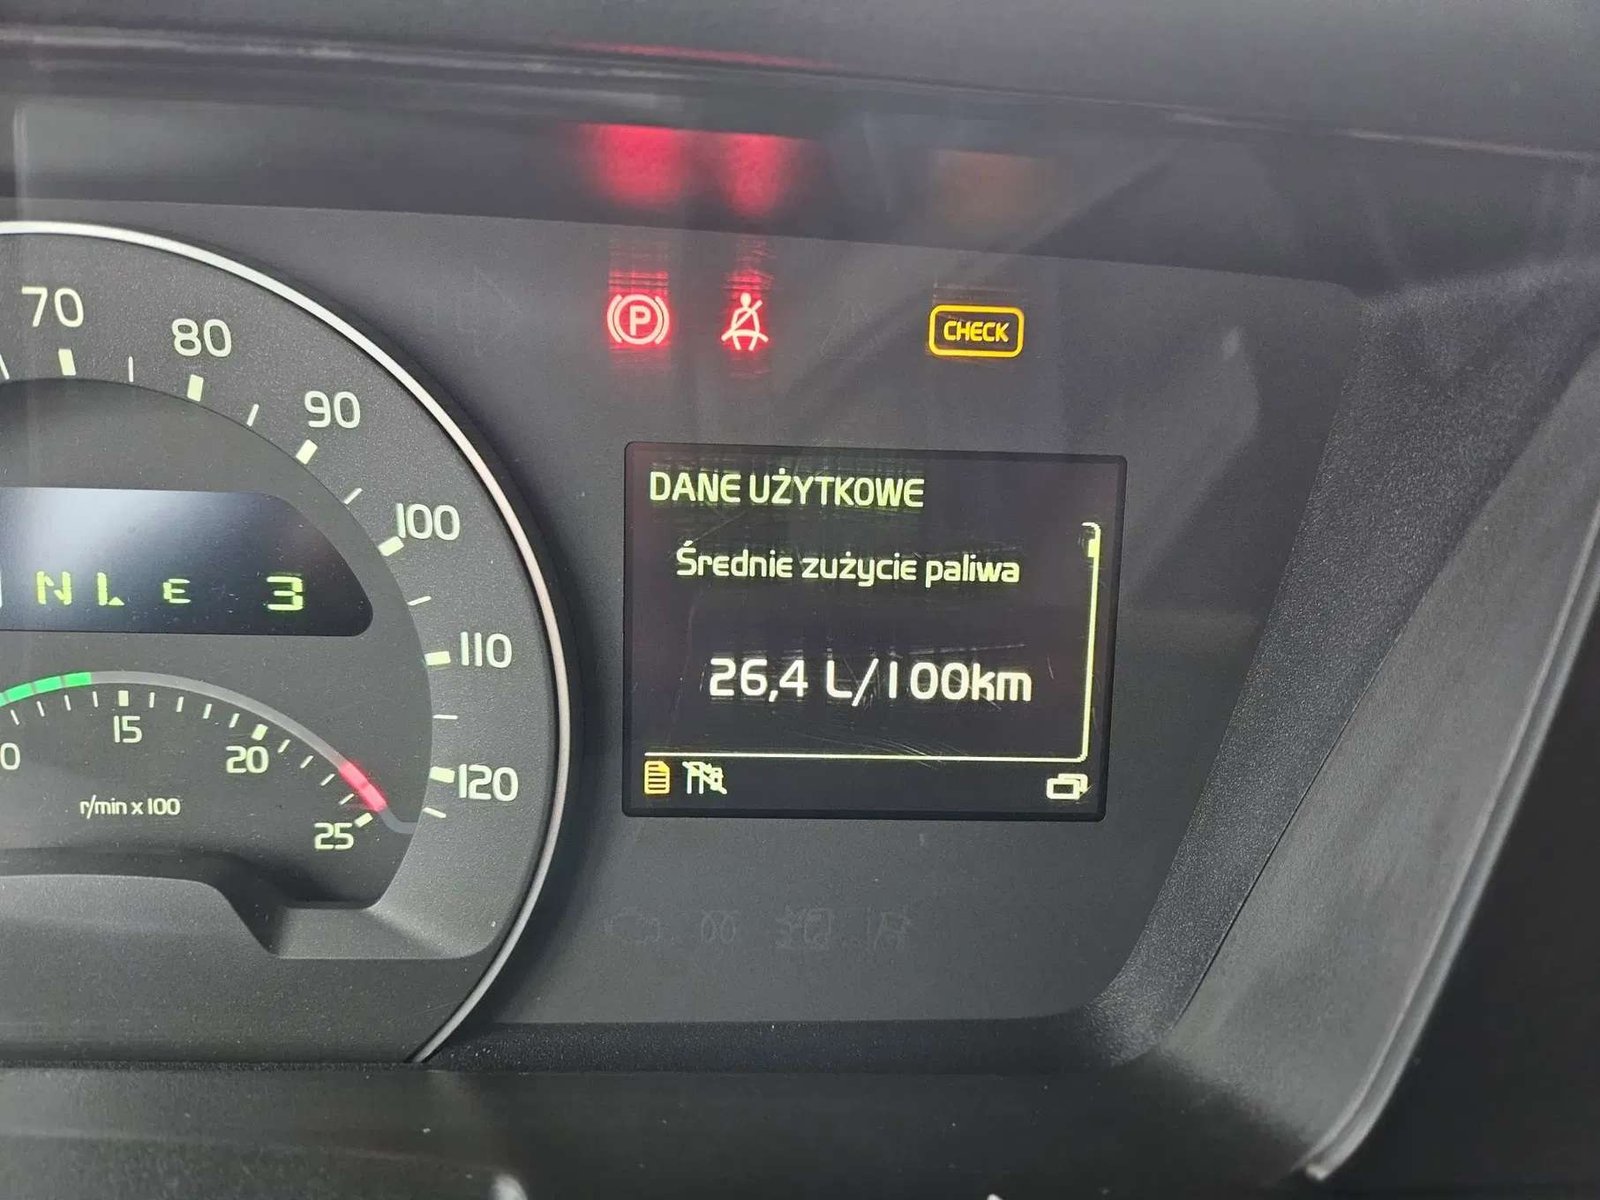 70
80
90
100
110
120
P
CHECK
DANE UŻYTKOWE
Średnie zużycie paliwa
26,4 L/100km
N L E 3
15
20
25
r/min x 100